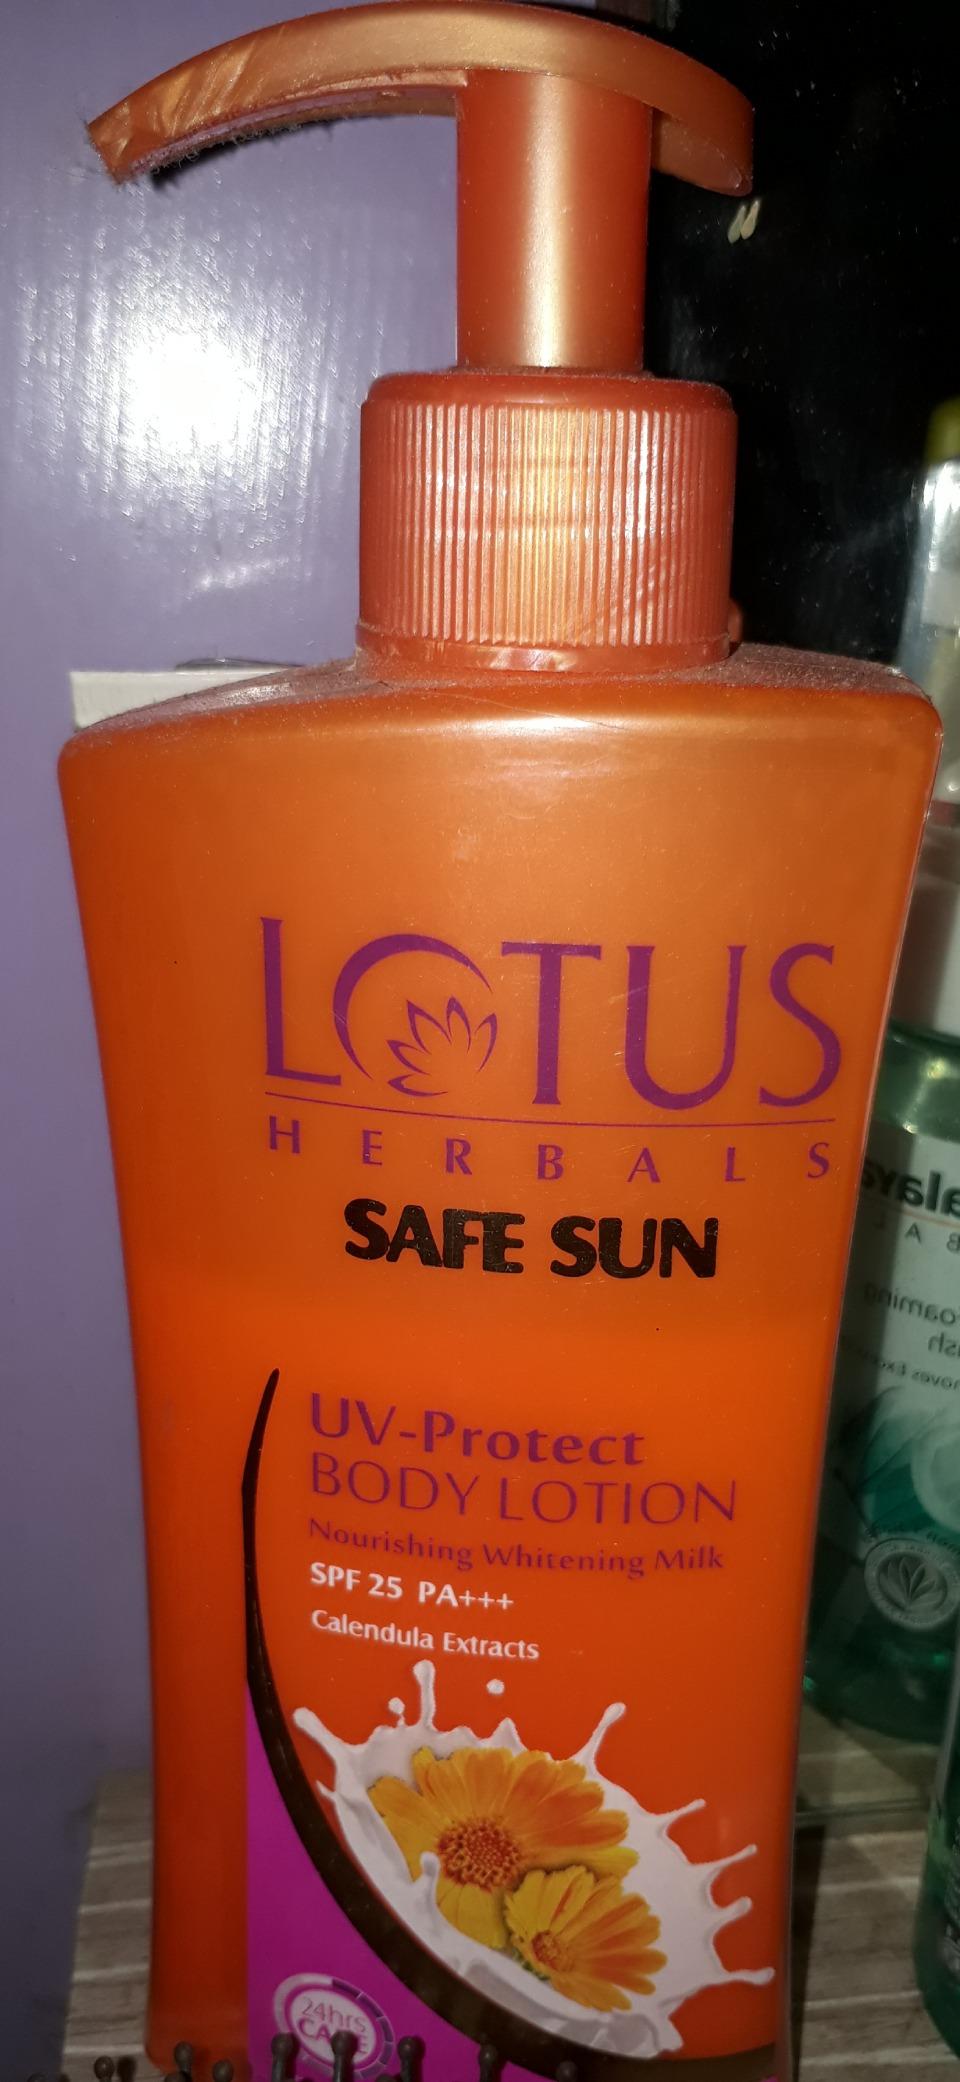 LOTUS
HERBALS
SAFE SUN
UV-Protect
BODY LOTION
Nourishing Whitening Milk
SPF 25 PA+++
Calendula Extracts
24hrs
CARE